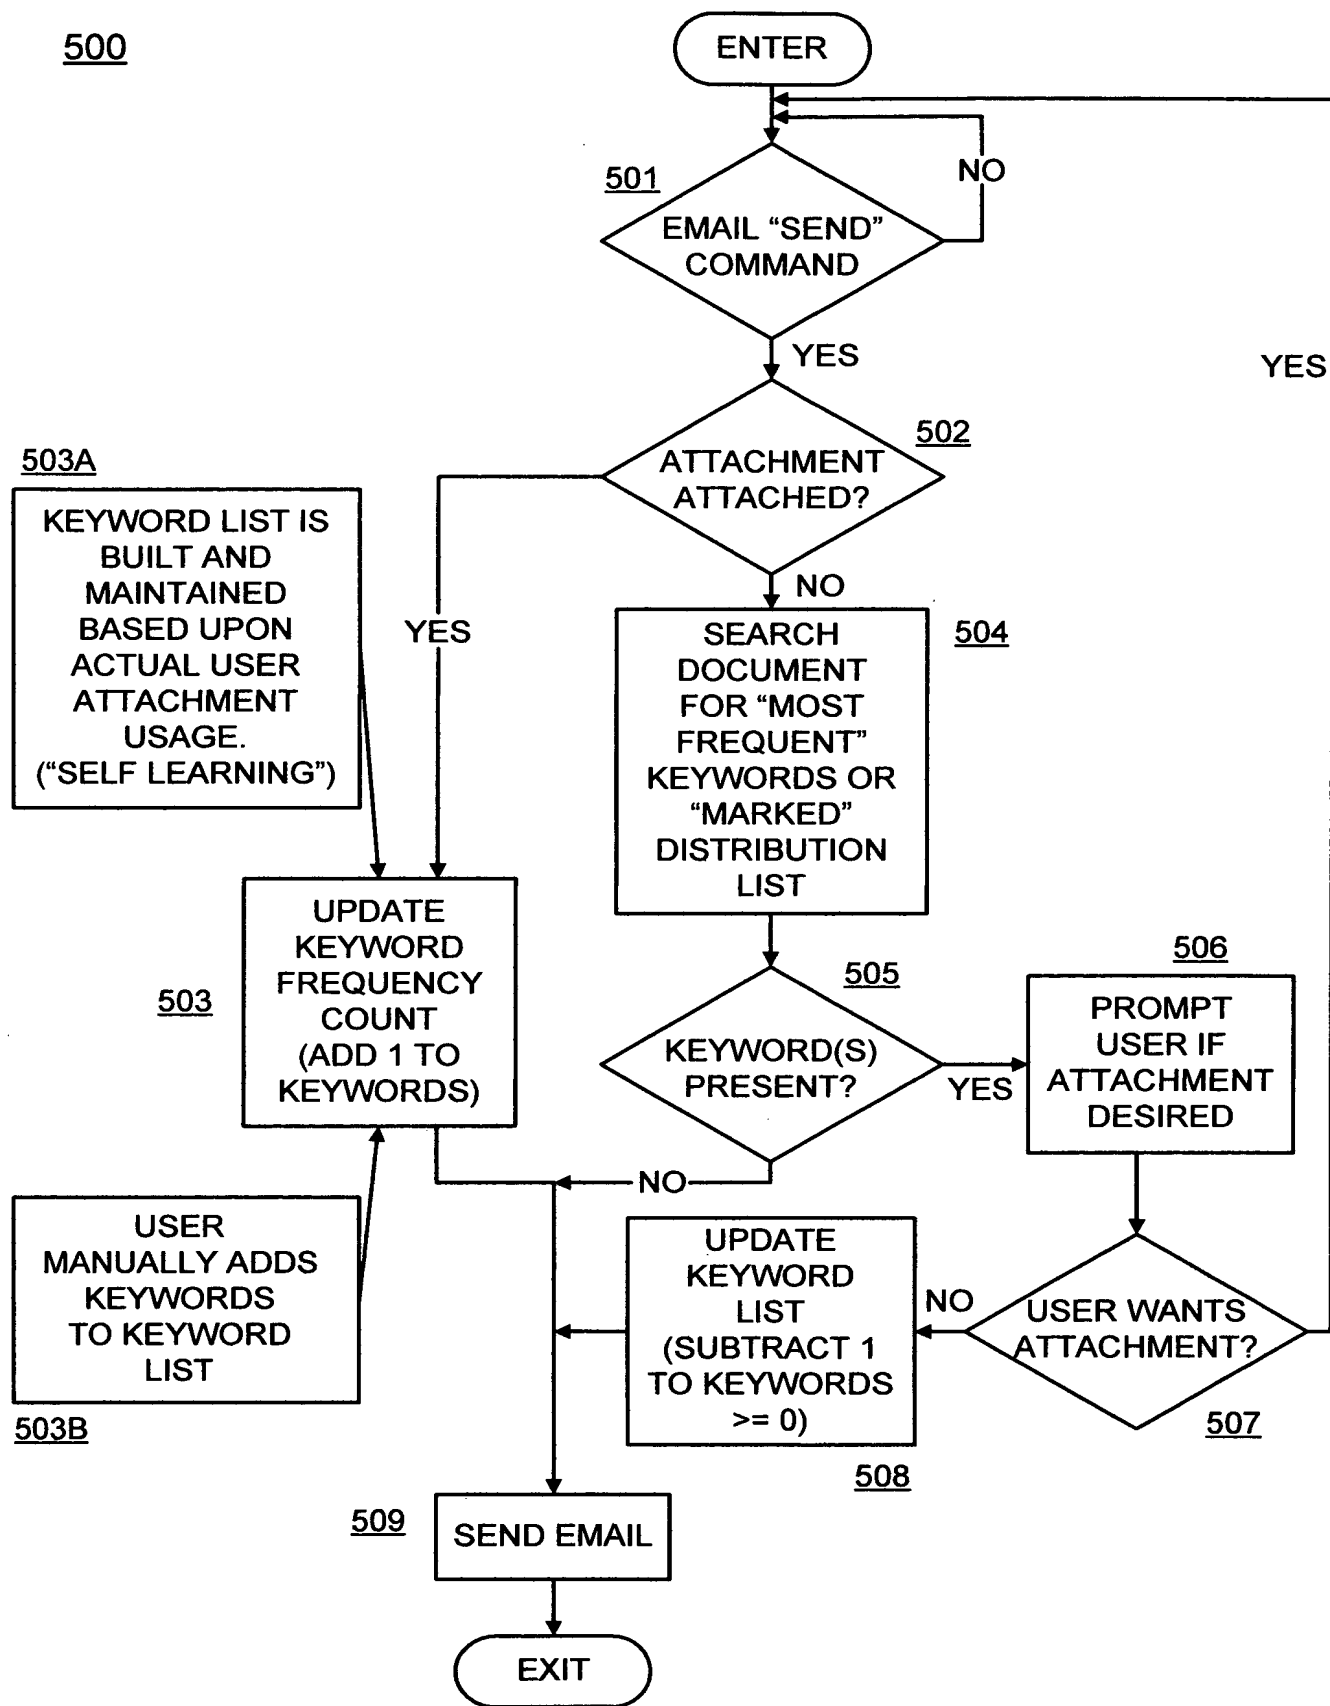 500
ENTER
NO
501
EMAIL “SEND”
COMMAND
YES
YES
502
ATTACHMENT
ATTACHED?
503A
KEYWORD LIST IS
BUILT AND
MAINTAINED
BASED UPON
ACTUAL USER
ATTACHMENT
USAGE.
(“SELF LEARNING”)
YES
NO
504
SEARCH
DOCUMENT
FOR “MOST
FREQUENT”
KEYWORDS OR
“MARKED”
DISTRIBUTION
LIST
503
UPDATE
KEYWORD
FREQUENCY
COUNT
(ADD 1 TO
KEYWORDS)
505
KEYWORD(S)
PRESENT?
YES
506
PROMPT
USER IF
ATTACHMENT
DESIRED
NO
USER
MANUALLY ADDS
KEYWORDS
TO KEYWORD
LIST
503B
UPDATE
KEYWORD
LIST
(SUBTRACT 1
TO KEYWORDS
>= 0)
508
NO
USER WANTS
ATTACHMENT?
507
509
SEND EMAIL
EXIT